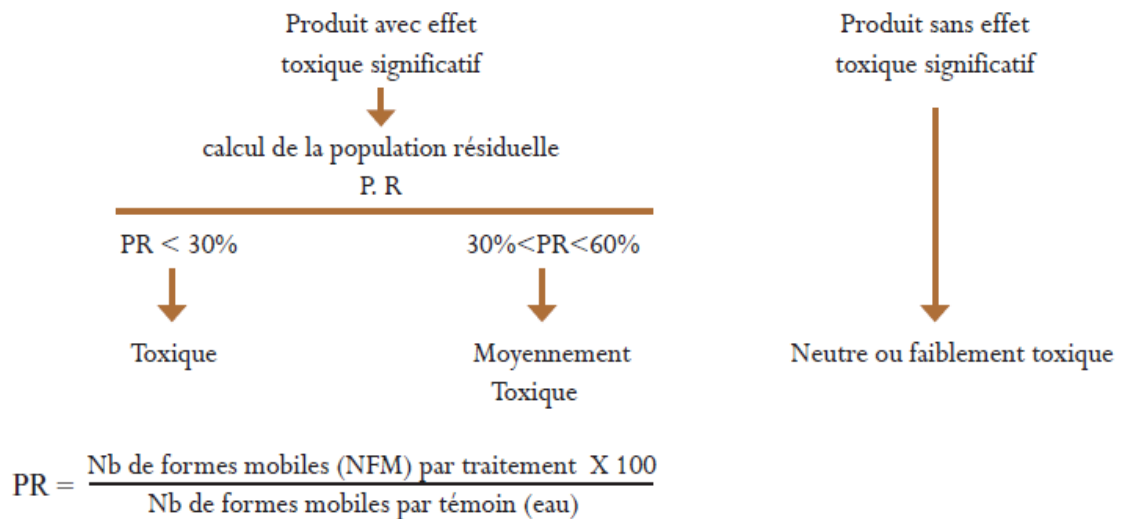 Produit avec effet
toxique significatif
Produit sans effet
toxique significatif
calcul de la population résiduelle
P. R
PR < 30%
30%<PR<60%
Toxique
Moyennement
Toxique
Neutre ou faiblement toxique
PR = Nb de formes mobiles (NFM) par traitement X 100
Nb de formes mobiles par témoin (eau)